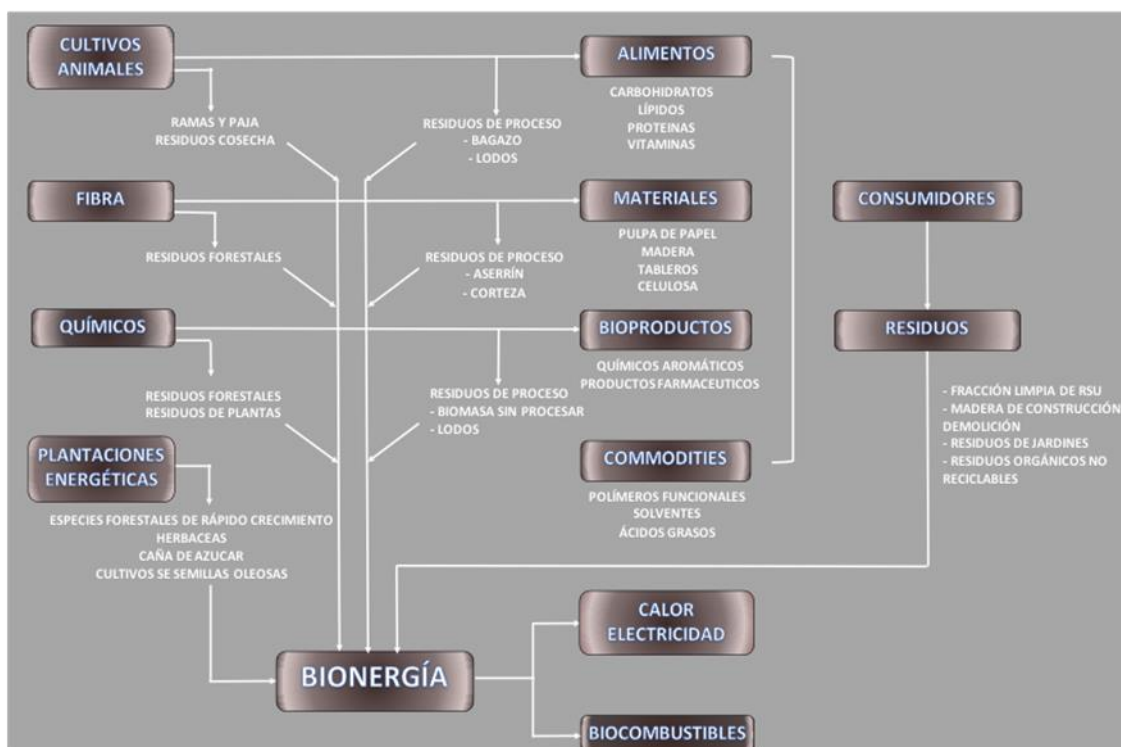 CULTIVOS
ANIMALES
ALIMENTOS
RAMAS Y PAJA
RESIDUOS COSECHA
RESIDUOS DE PROCESO
- BAGAZO
- LODOS
CARBOHIDRATOS
LÍPIDOS
PROTEINAS
VITAMINAS
FIBRA
MATERIALES
CONSUMIDORES
RESIDUOS FORESTALES
RESIDUOS DE PROCESO
- ASERRÍN
- CORTEZA
PULPA DE PAPEL
MADERA
TABLEROS
CELULOSA
QUÍMICOS
BIOPRODUCTOS
RESIDUOS
RESIDUOS FORESTALES
RESIDUOS DE PLANTAS
RESIDUOS DE PROCESO
- BIOMASA SIN PROCESAR
- LODOS
QUÍMICOS AROMÁTICOS
PRODUCTOS FARMACEUTICOS
- FRACCIÓN LIMPIA DE RSU
- MADERA DE CONSTRUCCIÓN
DEMOLICIÓN
- RESIDUOS DE JARDINES
- RESIDUOS ORGÁNICOS NO
RECICLABLES
PLANTACIONES
ENERGÉTICAS
COMMODITIES
ESPECIES FORESTALES DE RÁPIDO CRECIMIENTO
HERBACEAS
CAÑA DE AZUCAR
CULTIVOS SE SEMILLAS OLEOSAS
POLÍMEROS FUNCIONALES
SOLVENTES
ÁCIDOS GRASOS
CALOR
ELECTRICIDAD
BIONERGÍA
BIOCOMBUSTIBLES